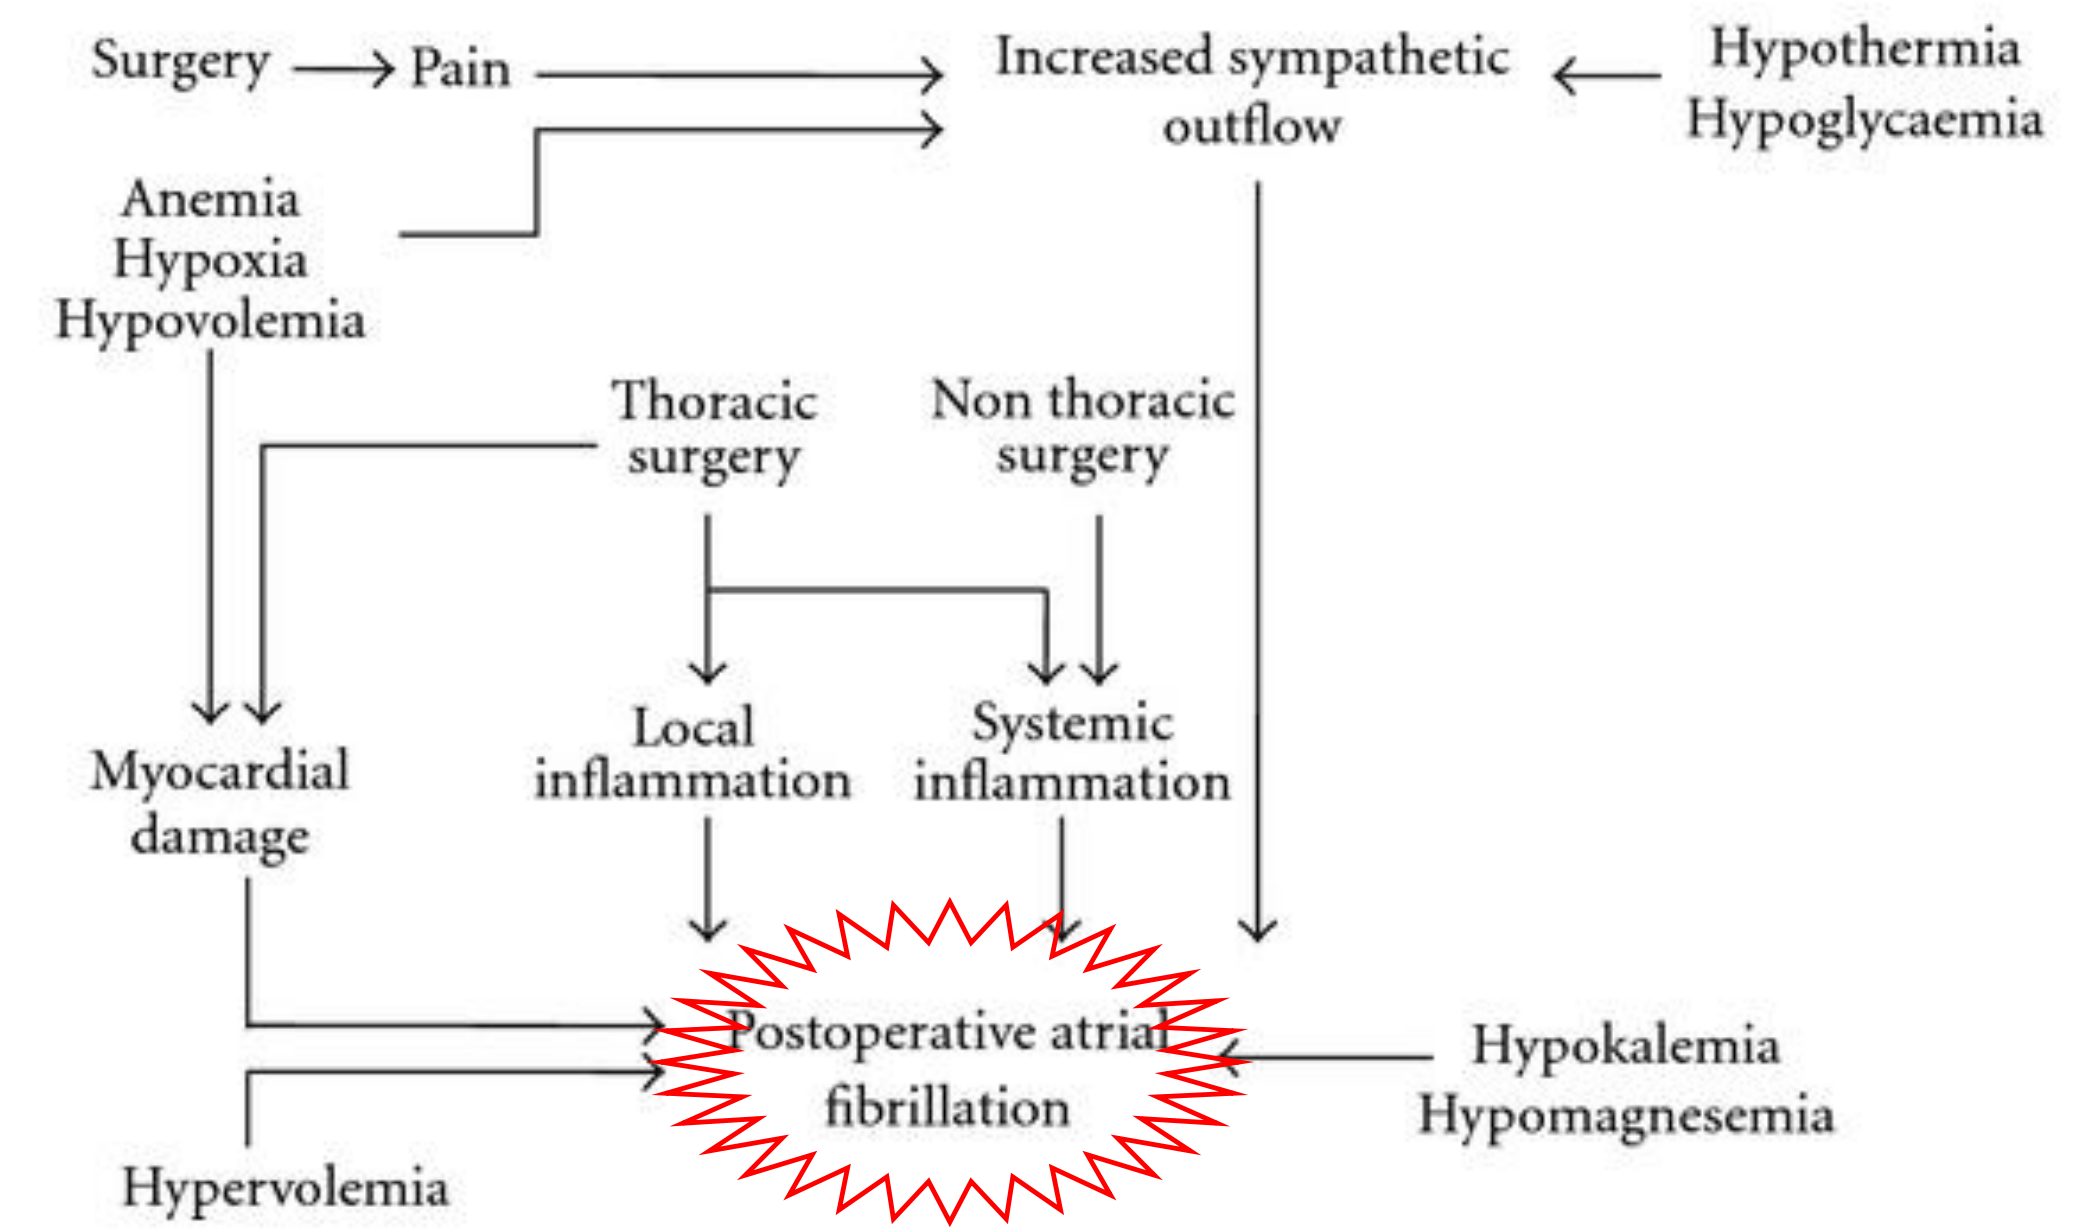 Surgery
Pain
Increased sympathetic
outflow
Hypothermia
Hypoglycaemia
Anemia
Hypoxia
Hypovolemia
Thoracic
surgery
Non thoracic
surgery
Myocardial
damage
Local
inflammation
Systemic
inflammation
Postoperative atrial
fibrillation
Hypokalemia
Hypomagnesemia
Hypervolemia